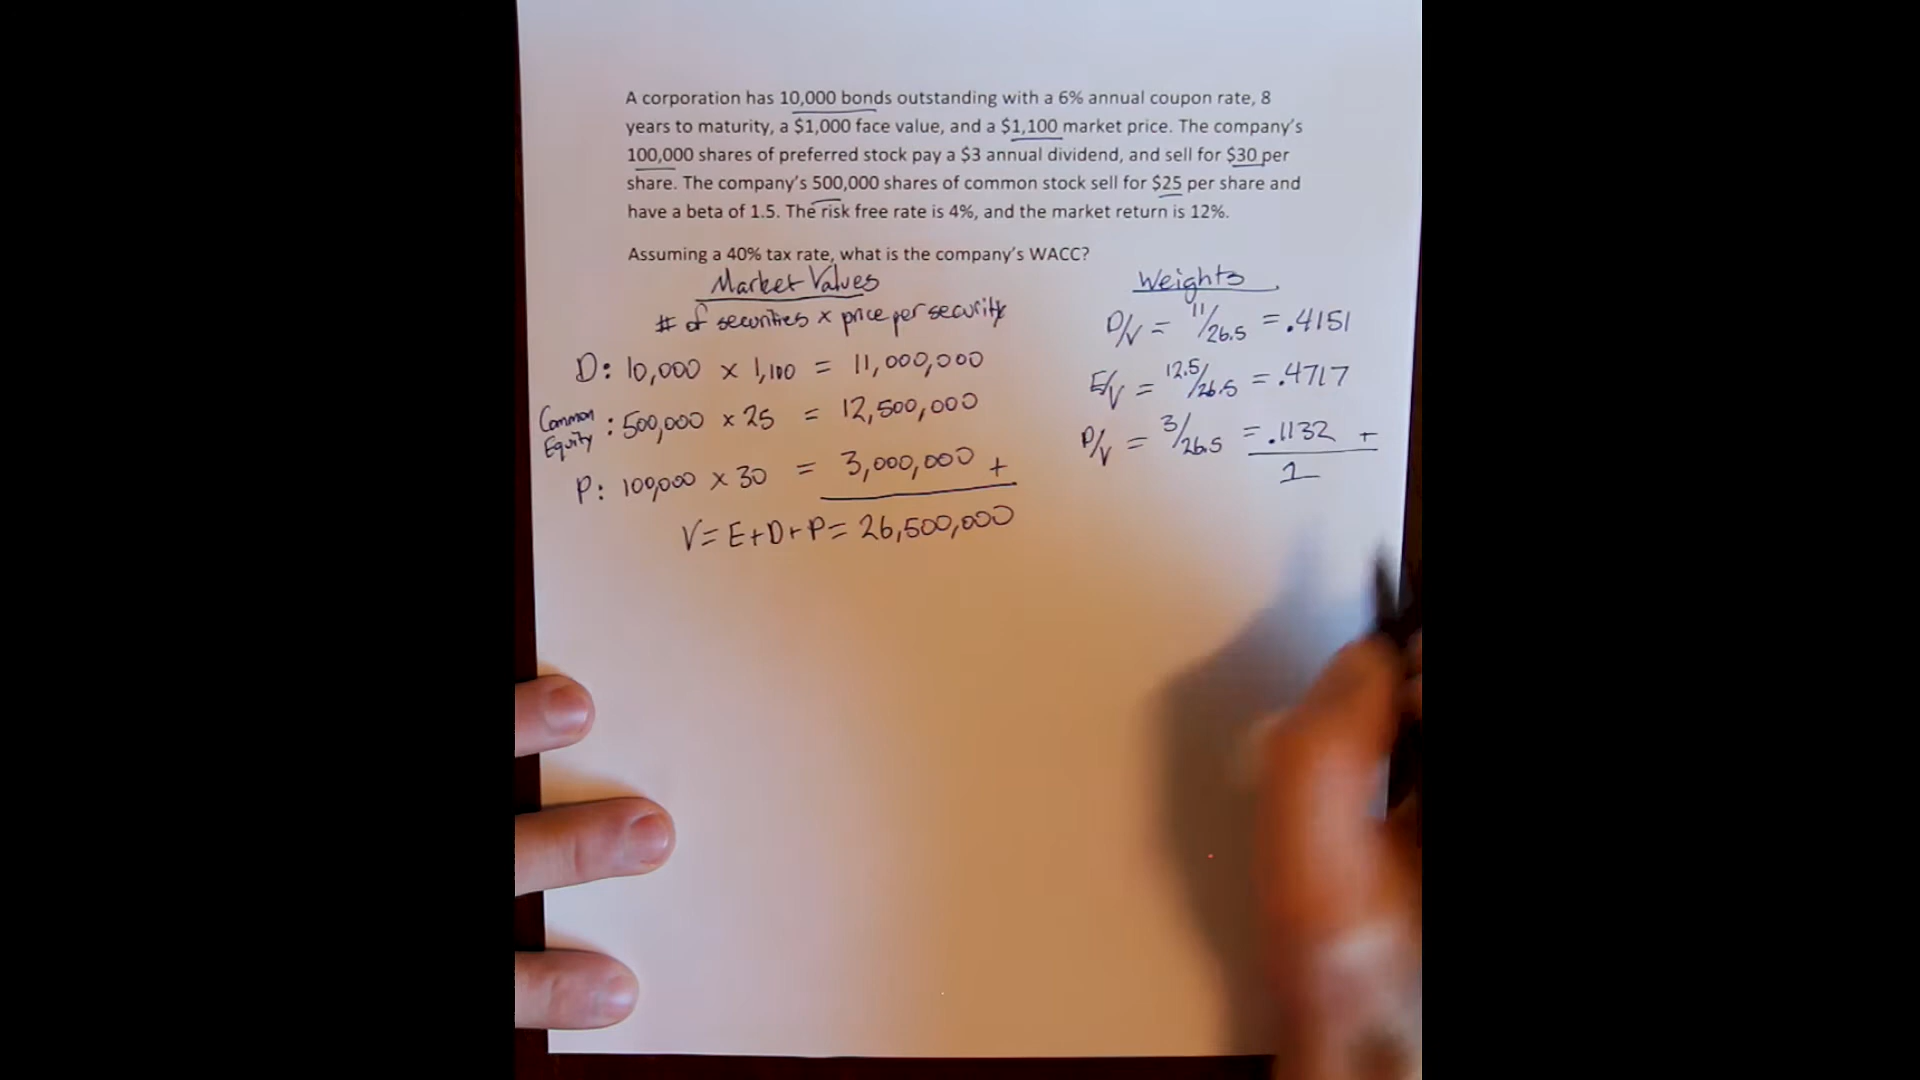 A corporation has 10,000 bonds outstanding with a 6% annual coupon rate, 8
years to maturity, a $1,000 face value, and a $1,100 market price. The company's
100,000 shares of preferred stock pay a $3 annual dividend, and sell for $30 per
share. The company's 500,000 shares of common stock sell for $25 per share and
have a beta of 1.5. The risk free rate is 4%, and the market return is 12%.
Assuming a 40% tax rate, what is the company's WACC?
Market Values
# of securities x price per security
D: 10,000 x 1,100 = 11,000,000
Common
Equity : 500,000 x 25 = 12,500,000
P: 100,000 x 30 = 3,000,000 +
V = E+D+P = 26,500,000
Weights
D/V = 11/26.5 = .4151
E/V = 12.5/26.5 = .4717
P/V = 3/26.5 = .1132 +
1